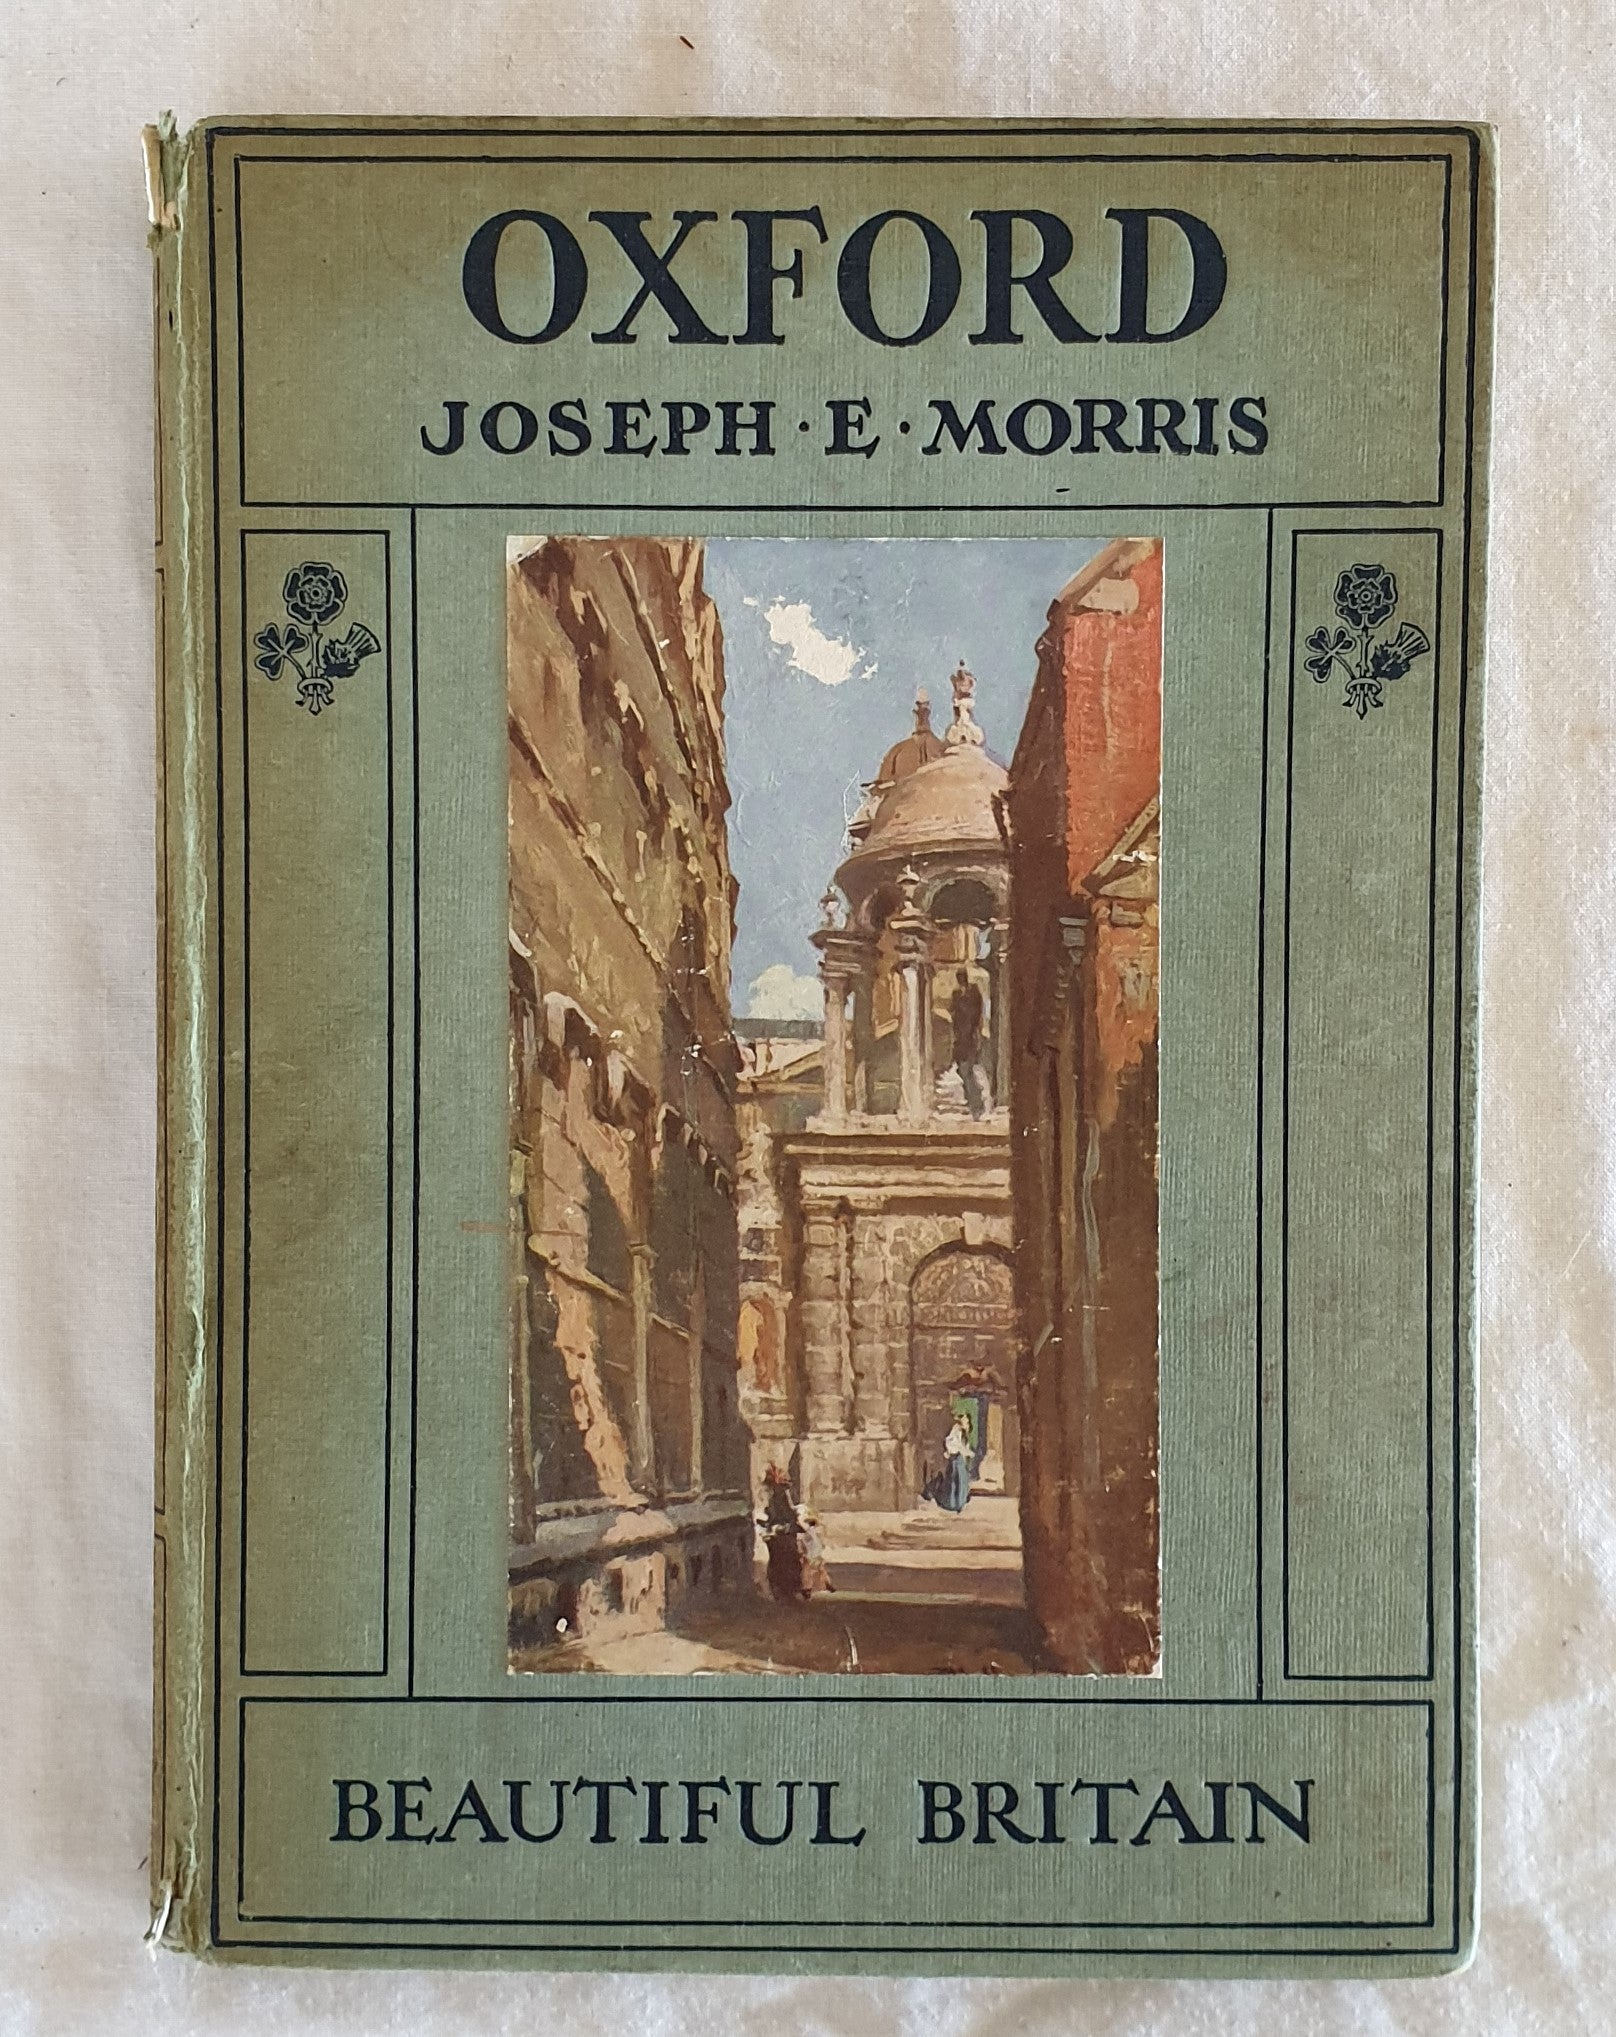 OXFORD
JOSEPH · E · MORRIS
BEAUTIFUL BRITAIN